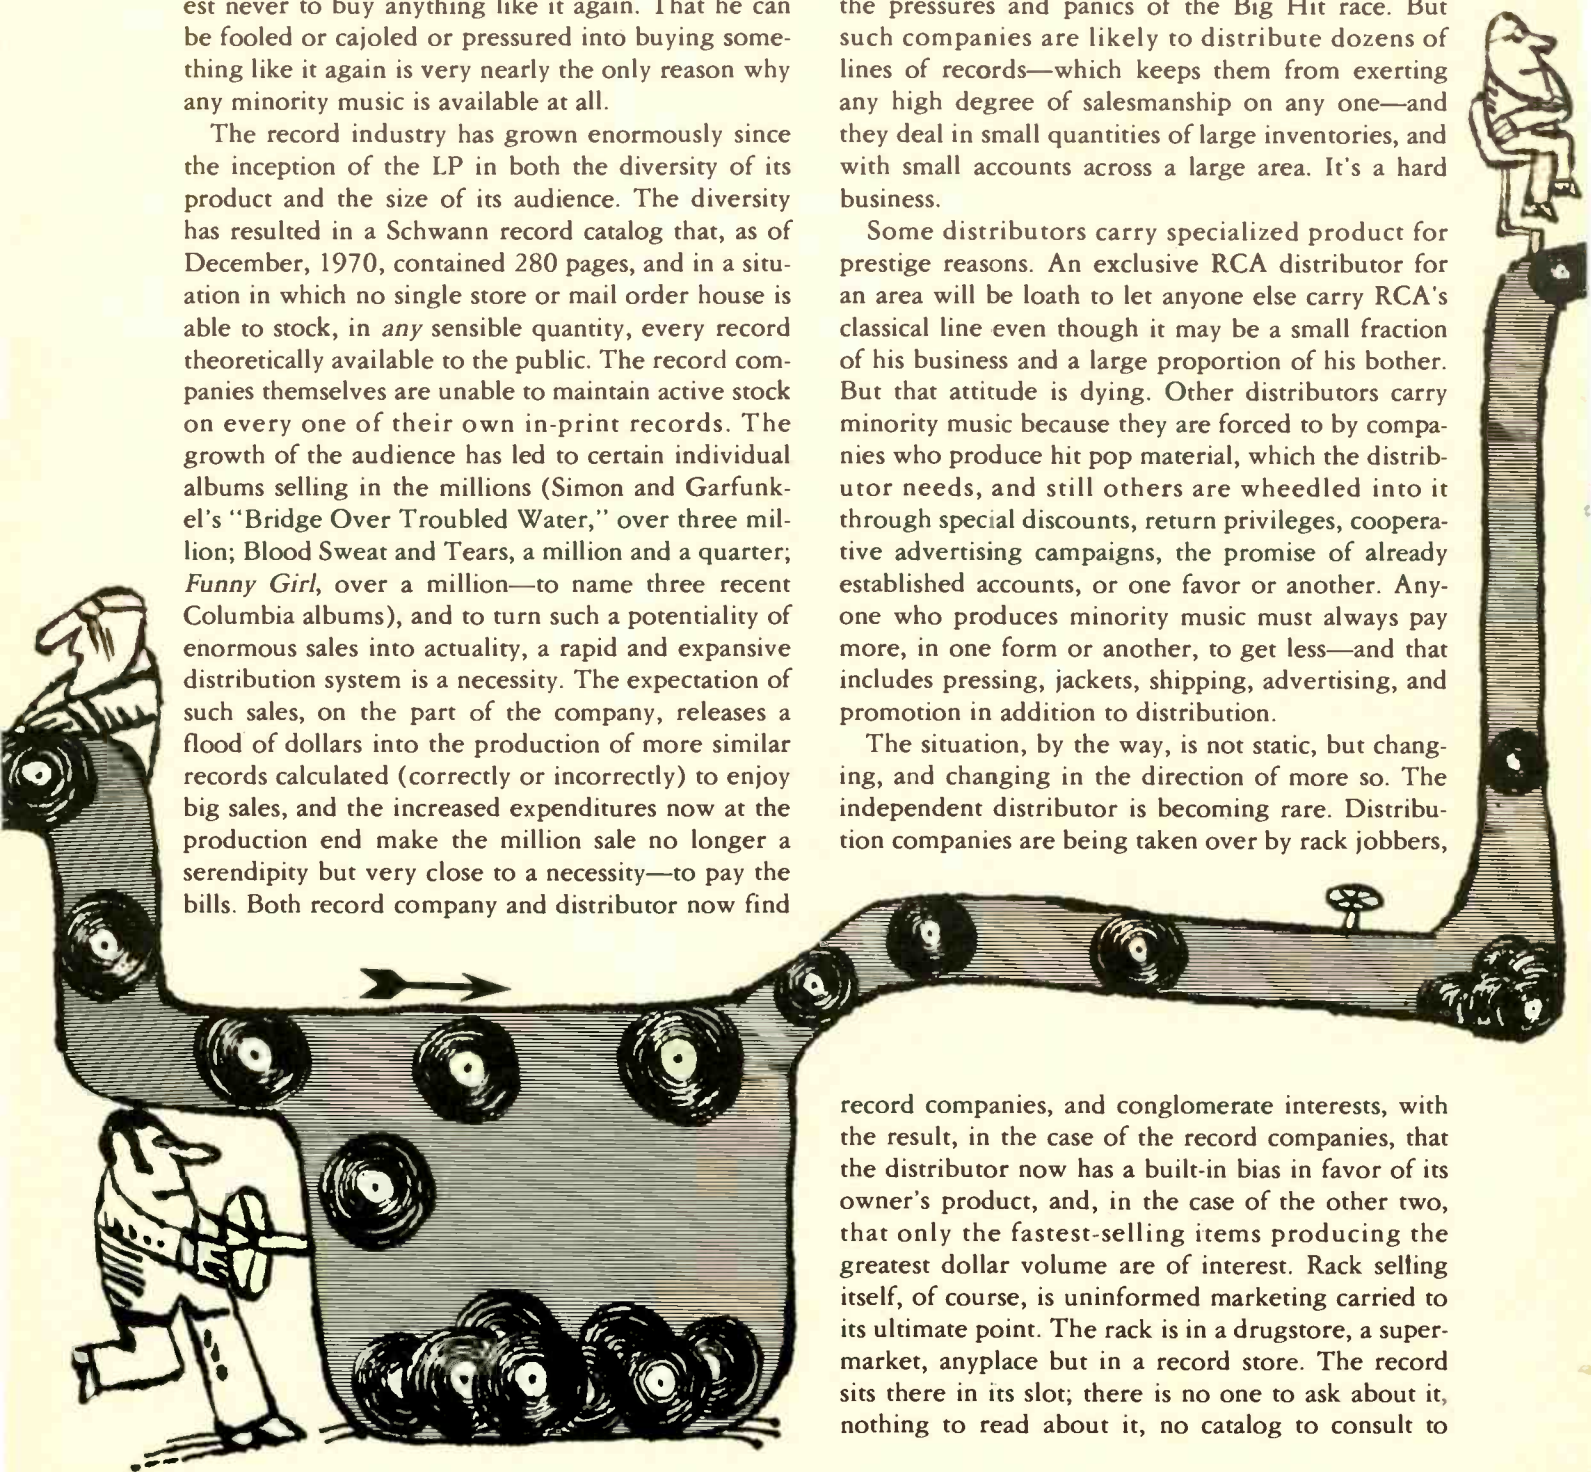 est never to buy anything like it again. That he can
be fooled or cajoled or pressured into buying some-
thing like it again is very nearly the only reason why
any minority music is available at all.
The record industry has grown enormously since
the inception of the LP in both the diversity of its
product and the size of its audience. The diversity
has resulted in a Schwann record catalog that, as of
December, 1970, contained 280 pages, and in a situ-
ation in which no single store or mail order house is
able to stock, in any sensible quantity, every record
theoretically available to the public. The record com-
panies themselves are unable to maintain active stock
on every one of their own in-print records. The
growth of the audience has led to certain individual
albums selling in the millions (Simon and Garfunk-
el's "Bridge Over Troubled Water," over three mil-
lion; Blood Sweat and Tears, a million and a quarter;
Funny Girl, over a million—to name three recent
Columbia albums), and to turn such a potentiality of
enormous sales into actuality, a rapid and expansive
distribution system is a necessity. The expectation of
such sales, on the part of the company, releases a
flood of dollars into the production of more similar
records calculated (correctly or incorrectly) to enjoy
big sales, and the increased expenditures now at the
production end make the million sale no longer a
serendipity but very close to a necessity—to pay the
bills. Both record company and distributor now find
the pressures and panics of the Big Hit race. But
such companies are likely to distribute dozens of
lines of records—which keeps them from exerting
any high degree of salesmanship on any one—and
they deal in small quantities of large inventories, and
with small accounts across a large area. It's a hard
business.
Some distributors carry specialized product for
prestige reasons. An exclusive RCA distributor for
an area will be loath to let anyone else carry RCA's
classical line even though it may be a small fraction
of his business and a large proportion of his bother.
But that attitude is dying. Other distributors carry
minority music because they are forced to by compa-
nies who produce hit pop material, which the distrib-
utor needs, and still others are wheedled into it
through special discounts, return privileges, coopera-
tive advertising campaigns, the promise of already
established accounts, or one favor or another. Any-
one who produces minority music must always pay
more, in one form or another, to get less—and that
includes pressing, jackets, shipping, advertising, and
promotion in addition to distribution.
The situation, by the way, is not static, but chang-
ing, and changing in the direction of more so. The
independent distributor is becoming rare. Distribu-
tion companies are being taken over by rack jobbers,
record companies, and conglomerate interests, with
the result, in the case of the record companies, that
the distributor now has a built-in bias in favor of its
owner's product, and, in the case of the other two,
that only the fastest-selling items producing the
greatest dollar volume are of interest. Rack selling
itself, of course, is uninformed marketing carried to
its ultimate point. The rack is in a drugstore, a super-
market, anyplace but in a record store. The record
sits there in its slot; there is no one to ask about it,
nothing to read about it, no catalog to consult to